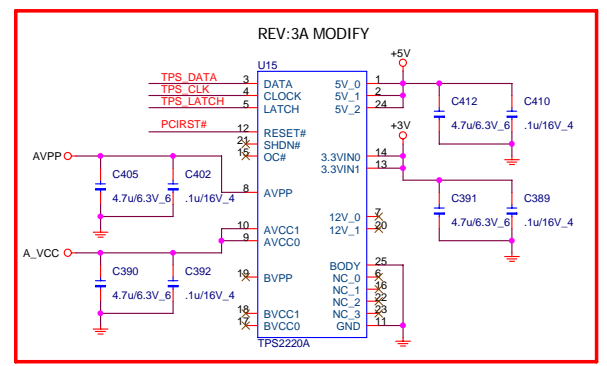 REV:3A MODIFY
+5V
U15
TPS_DATA 3 DATA 5V_0 1
TPS_CLK 4 CLOCK 5V_1 2
TPS_LATCH 5 LATCH 5V_2 24
C412 C410
4.7u/6.3V_6 .1u/16V_4
+3V
PCIRST# 12 RESET#
21 SHDN#
15 OC# 3.3VIN0 14
3.3VIN1 13
AVPP
C405 C402
4.7u/6.3V_6 .1u/16V_4
8 AVPP
C391 C389
4.7u/6.3V_6 .1u/16V_4
12V_0 7
12V_1 20
10 AVCC1
9 AVCC0
A_VCC
BODY 25
C390 C392
4.7u/6.3V_6 .1u/16V_4
19 BVPP NC_0 6
NC_1 16
NC_2 22
18 BVCC1 NC_3 23
17 BVCC0 GND 11
TPS2220A